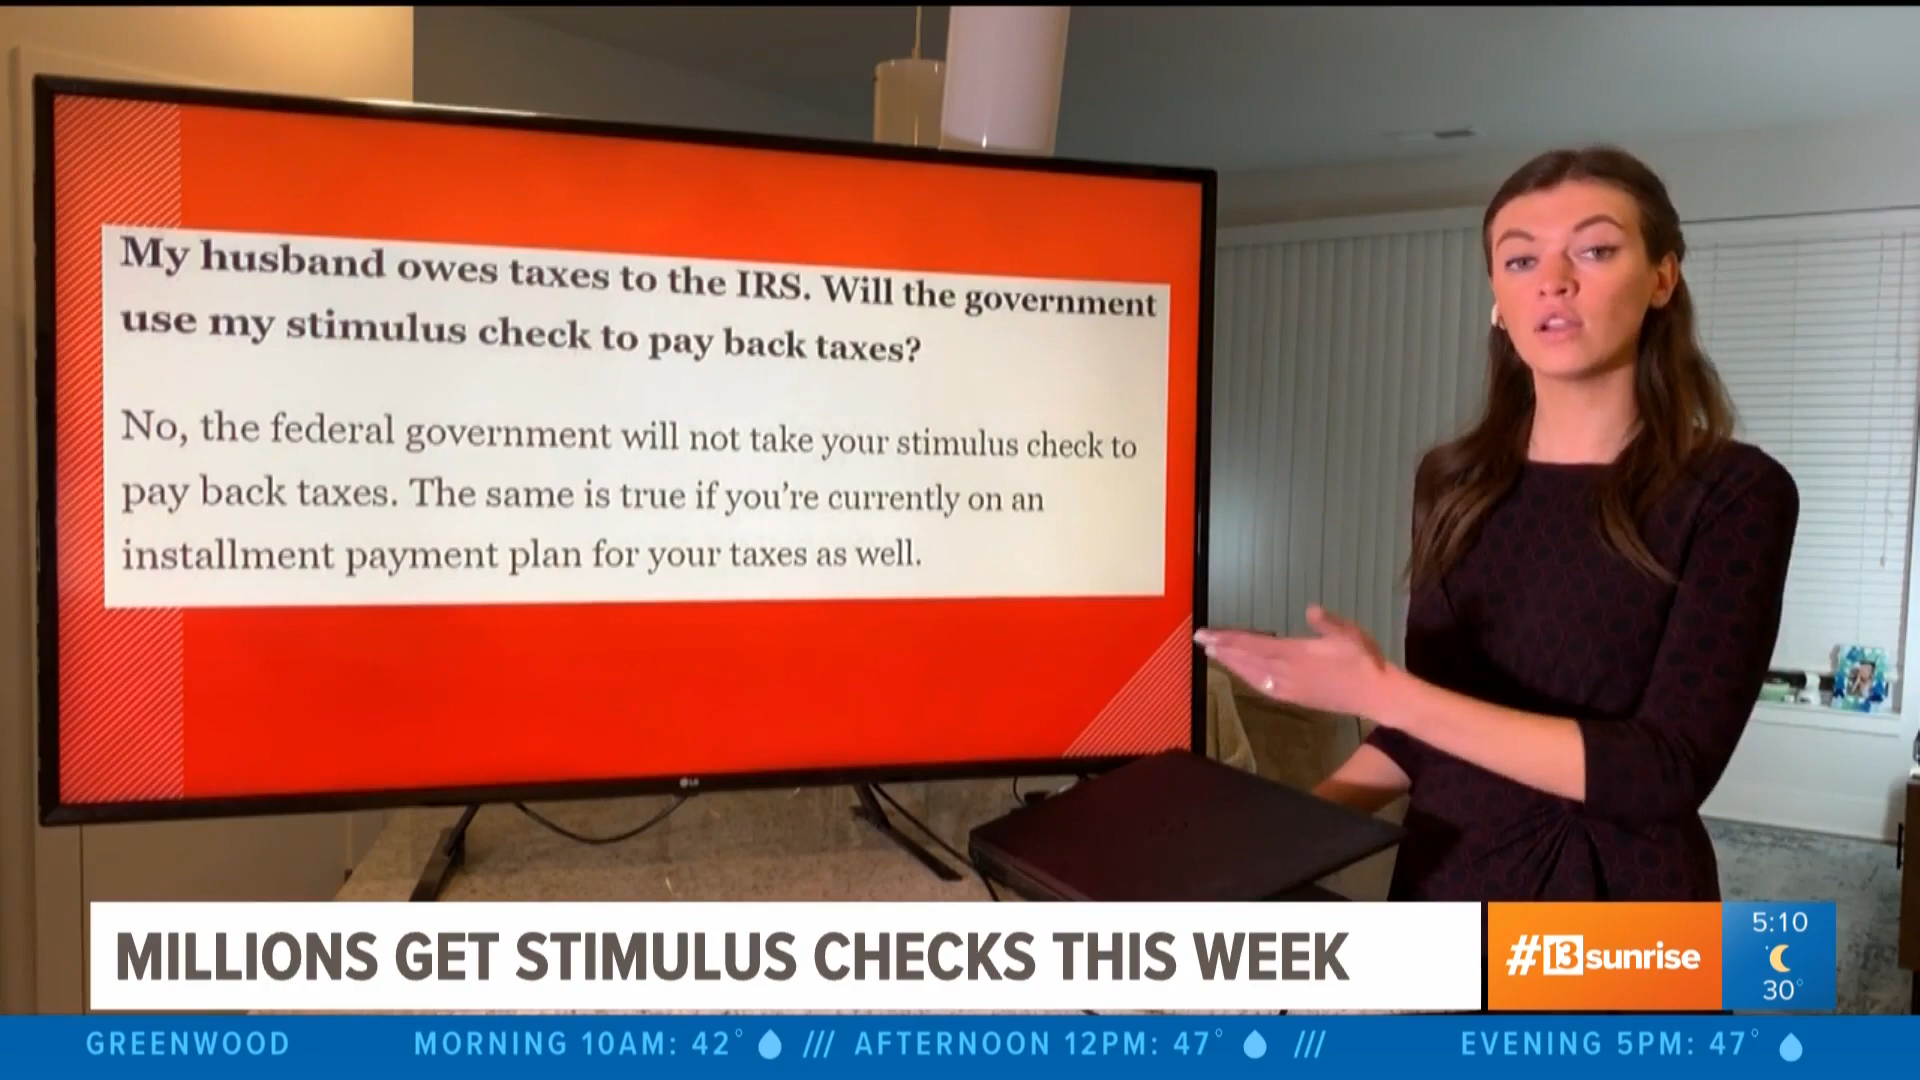 My husband owes taxes to the IRS. Will the government
use my stimulus check to pay back taxes?
No, the federal government will not take your stimulus check to
pay back taxes. The same is true if you're currently on an
installment payment plan for your taxes as well.
LG
MILLIONS GET STIMULUS CHECKS THIS WEEK
#13sunrise
5:10
30°
GREENWOOD MORNING 10AM: 42° /// AFTERNOON 12PM: 47° /// EVENING 5PM: 47°